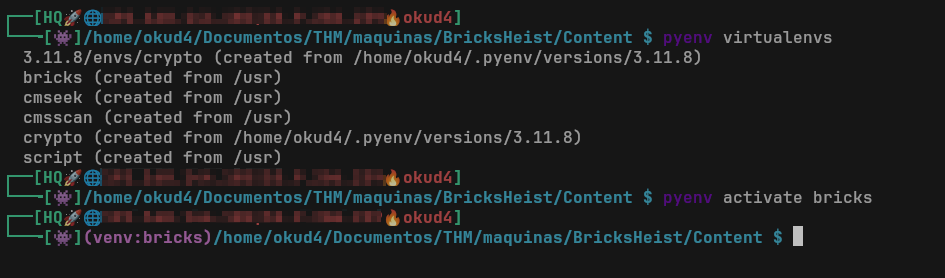 [HQ🚀🌐 🔥okud4]
[👾]/home/okud4/Documentos/THM/maquinas/BricksHeist/Content $ pyenv virtualenvs
3.11.8/envs/crypto (created from /home/okud4/.pyenv/versions/3.11.8)
bricks (created from /usr)
cmseek (created from /usr)
cmsscan (created from /usr)
crypto (created from /home/okud4/.pyenv/versions/3.11.8)
script (created from /usr)
[HQ🚀🌐 🔥okud4]
[👾]/home/okud4/Documentos/THM/maquinas/BricksHeist/Content $ pyenv activate bricks
[HQ🚀🌐 🔥okud4]
[👾](venv:bricks)/home/okud4/Documentos/THM/maquinas/BricksHeist/Content $